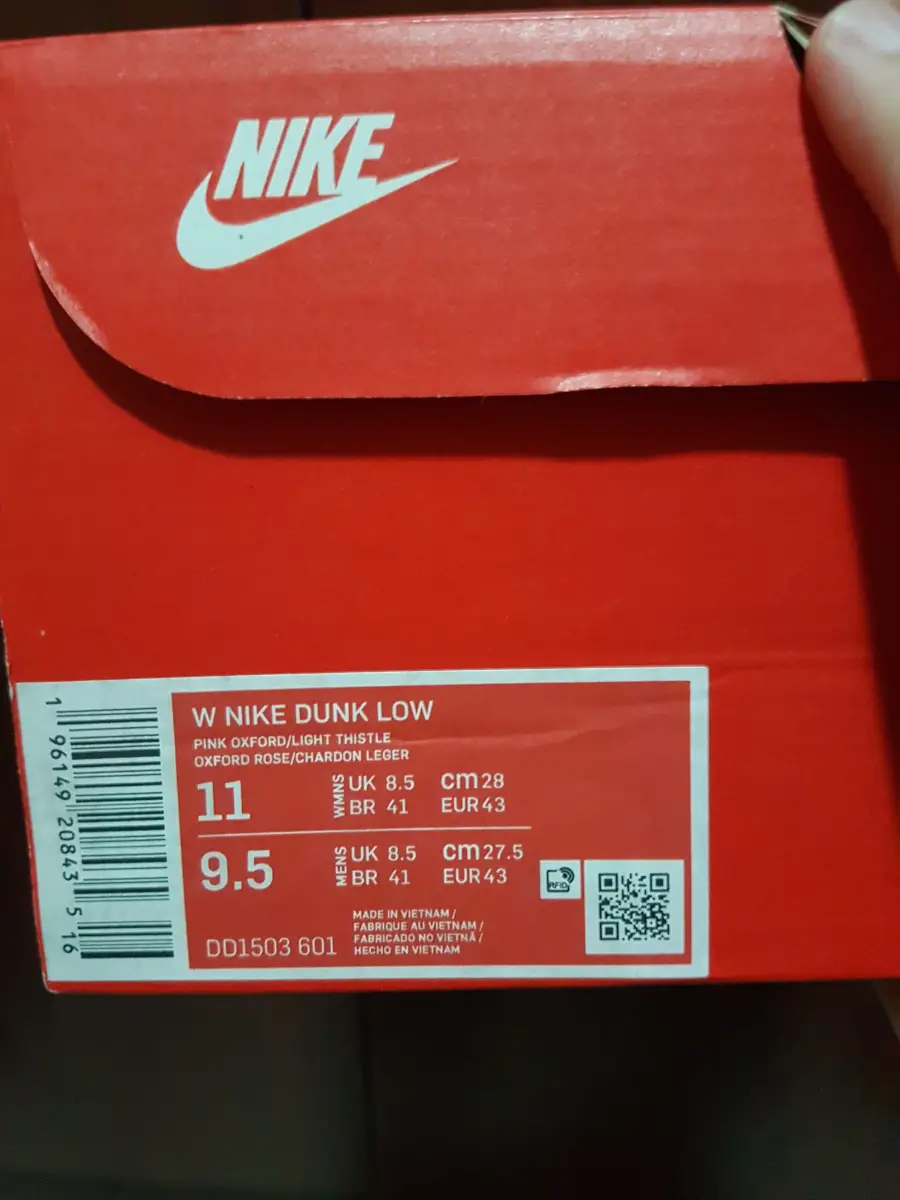 NIKE
W NIKE DUNK LOW
PINK OXFORD/LIGHT THISTLE
OXFORD ROSE/CHARDON LEGER
11 WMNS UK 8.5 cm 28
BR 41 EUR 43
9.5 MENS UK 8.5 cm 27.5
BR 41 EUR 43
RFID
MADE IN VIETNAM /
FABRIQUE AU VIETNAM /
FABRICADO NO VIETNÃ /
HECHO EN VIETNAM
DD1503 601
1 96149 20843 5 16